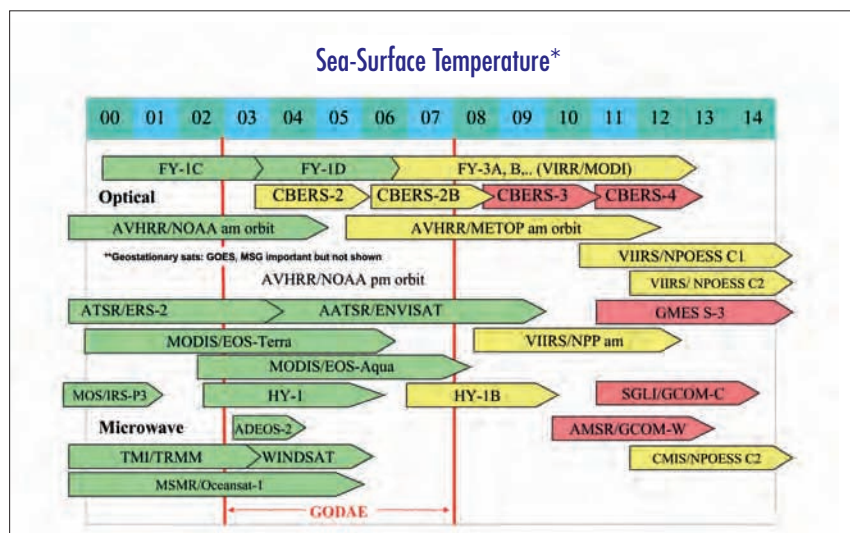 Sea-Surface Temperature*
00 01 02 03 04 05 06 07 08 09 10 11 12 13 14
FY-1C FY-1D FY-3A, B,.. (VIRR/MODI)
Optical CBERS-2 CBERS-2B CBERS-3 CBERS-4
AVHRR/NOAA am orbit AVHRR/METOP am orbit
**Geostationary sats: GOES, MSG important but not shown VIIRS/NPOESS C1
AVHRR/NOAA pm orbit VIIRS/ NPOESS C2
ATSR/ERS-2 AATSR/ENVISAT GMES S-3
MODIS/EOS-Terra VIIRS/NPP am
MODIS/EOS-Aqua
MOS/IRS-P3 HY-1 HY-1B SGLI/GCOM-C
Microwave ADEOS-2 AMSR/GCOM-W
TMI/TRMM WINDSAT CMIS/NPOESS C2
MSMR/Oceansat-1
GODAE